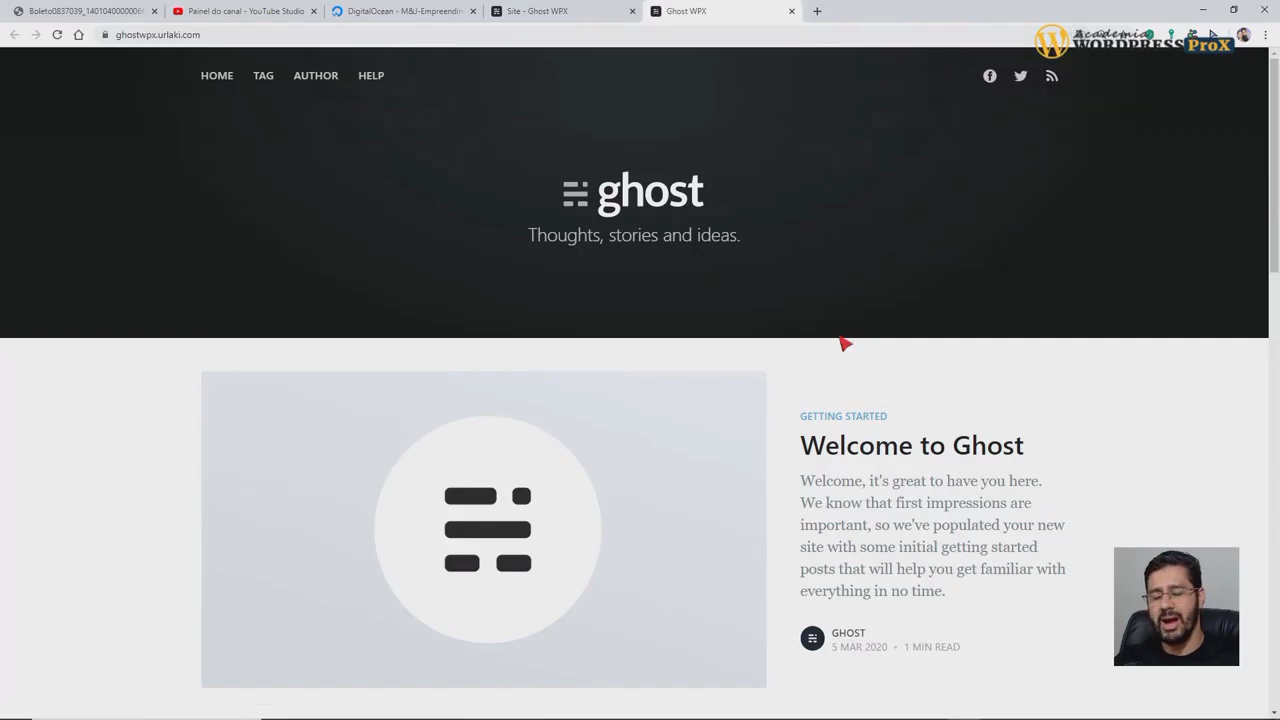 Boleto0837039_1401040000006
Painel do canal - YouTube Studio
DigitalOcean - M&J-Empreendin
Site - Ghost WPX
Ghost WPX
ghostwpx.urlaki.com
Academia
WORDPRESS ProX
HOME
TAG
AUTHOR
HELP
ghost
Thoughts, stories and ideas.
GETTING STARTED
Welcome to Ghost
Welcome, it's great to have you here.
We know that first impressions are
important, so we've populated your new
site with some initial getting started
posts that will help you get familiar with
everything in no time.
GHOST
5 MAR 2020 • 1 MIN READ